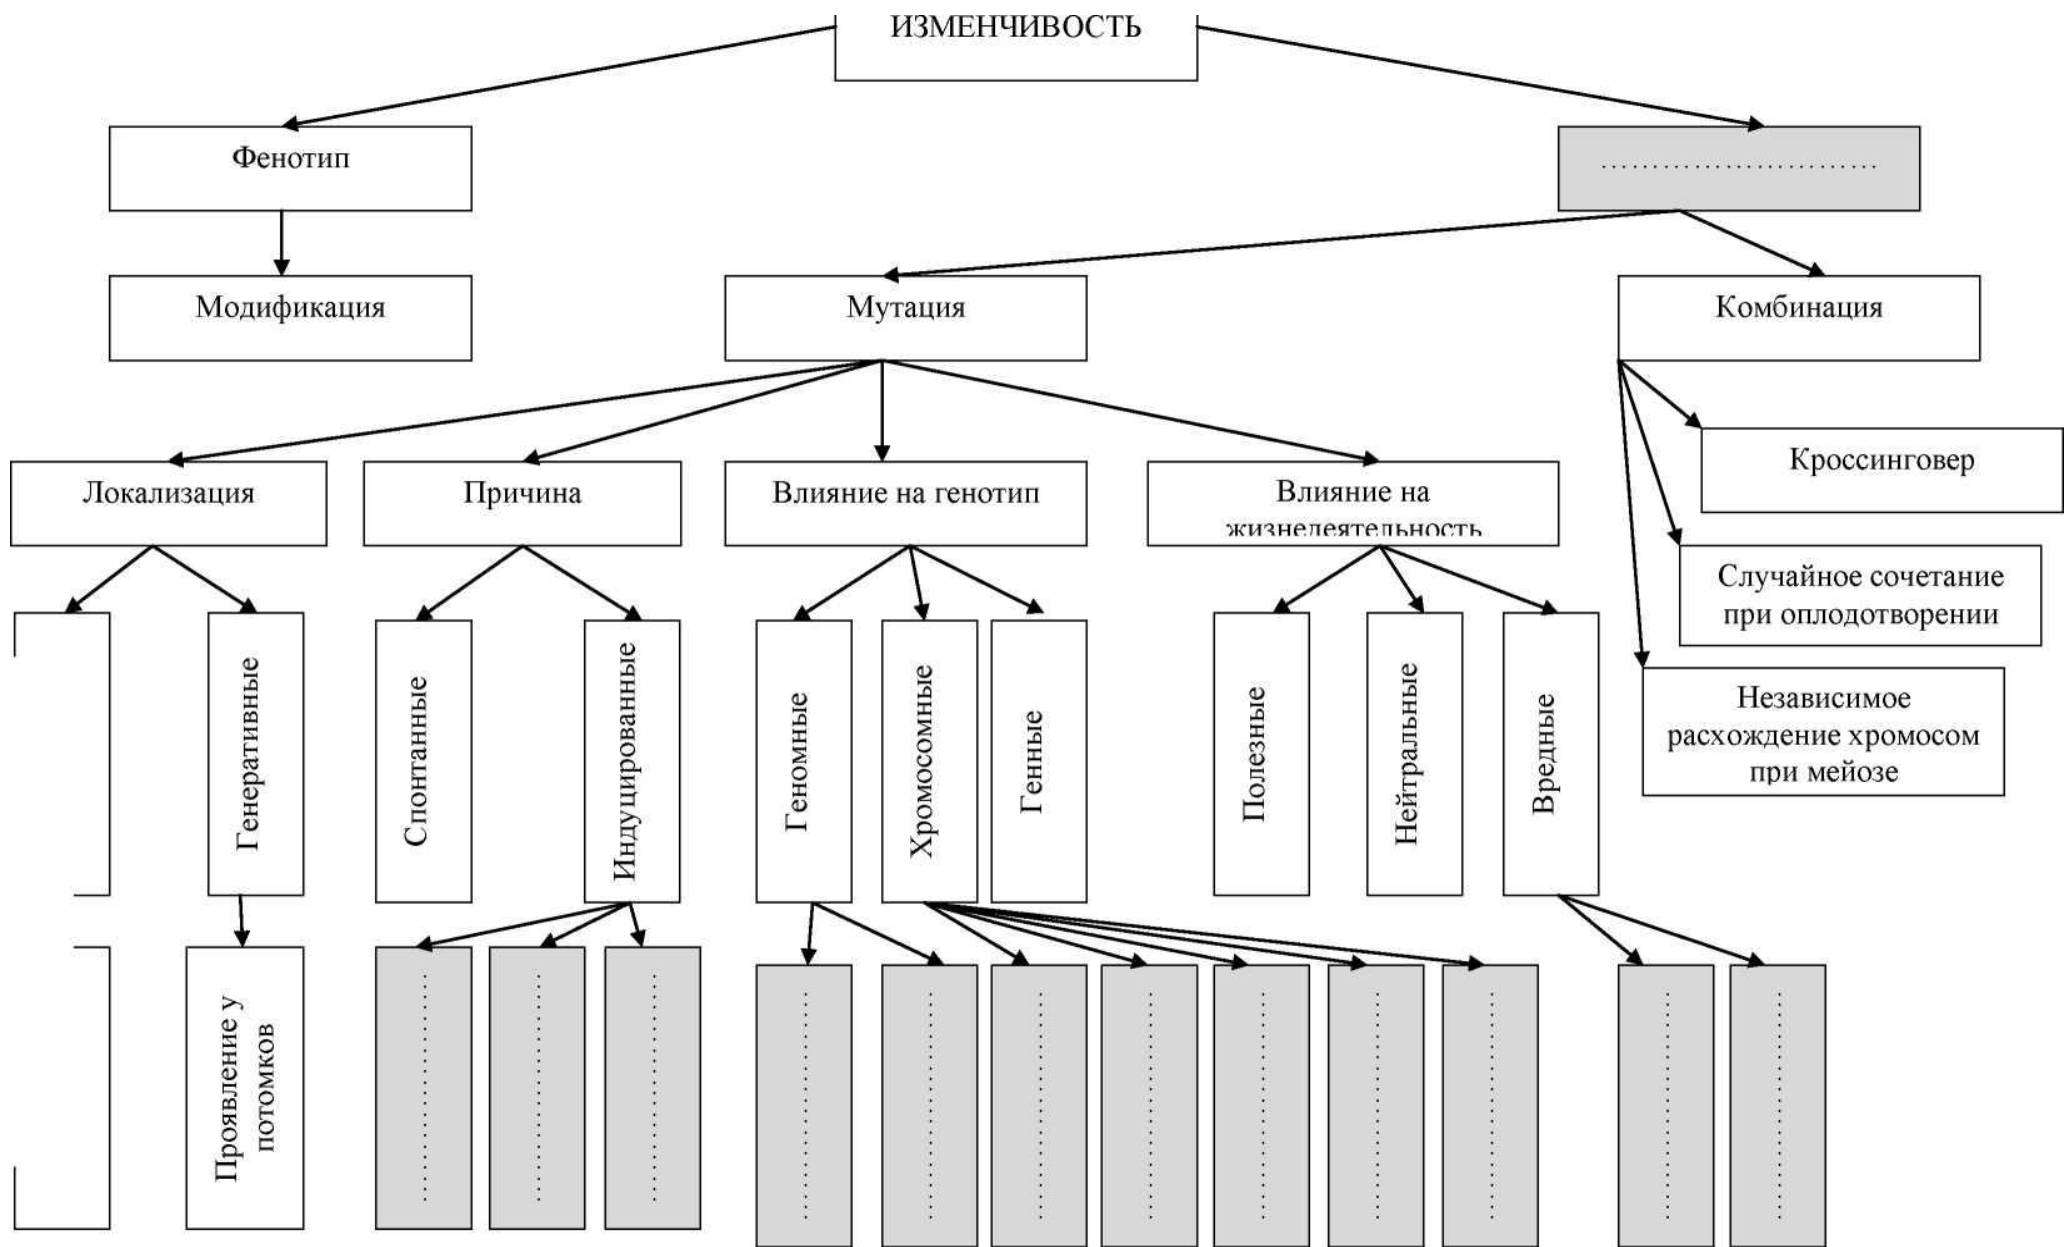 ИЗМЕНЧИВОСТЬ
Фенотип
..........................
Модификация
Мутация
Комбинация
Локализация
Причина
Влияние на генотип
Влияние на
жизнедеятельность
Кроссинговер
Случайное сочетание
при оплодотворении
Независимое
расхождение хромосом
при мейозе
Генеративные
Спонтанные
Индуцированные
Геномные
Хромосомные
Генные
Полезные
Нейтральные
Вредные
Проявление у
потомков